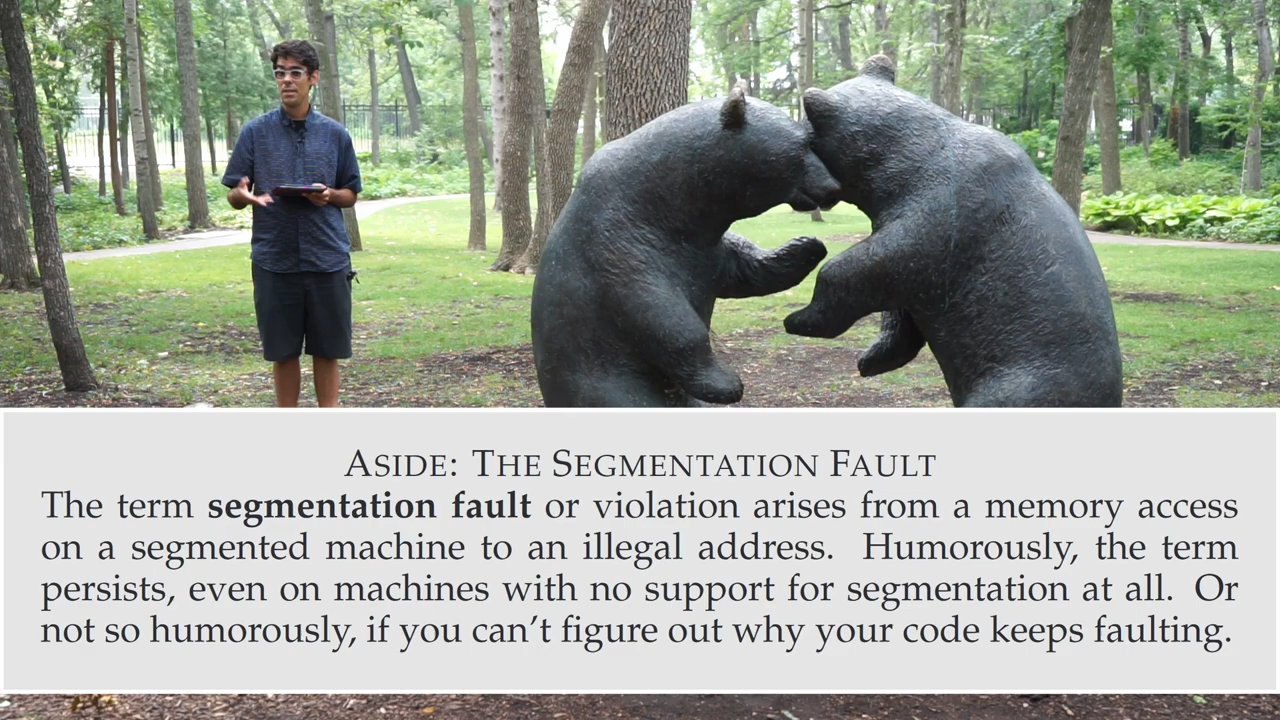 ASIDE: THE SEGMENTATION FAULT
The term segmentation fault or violation arises from a memory access
on a segmented machine to an illegal address. Humorously, the term
persists, even on machines with no support for segmentation at all. Or
not so humorously, if you can't figure out why your code keeps faulting.